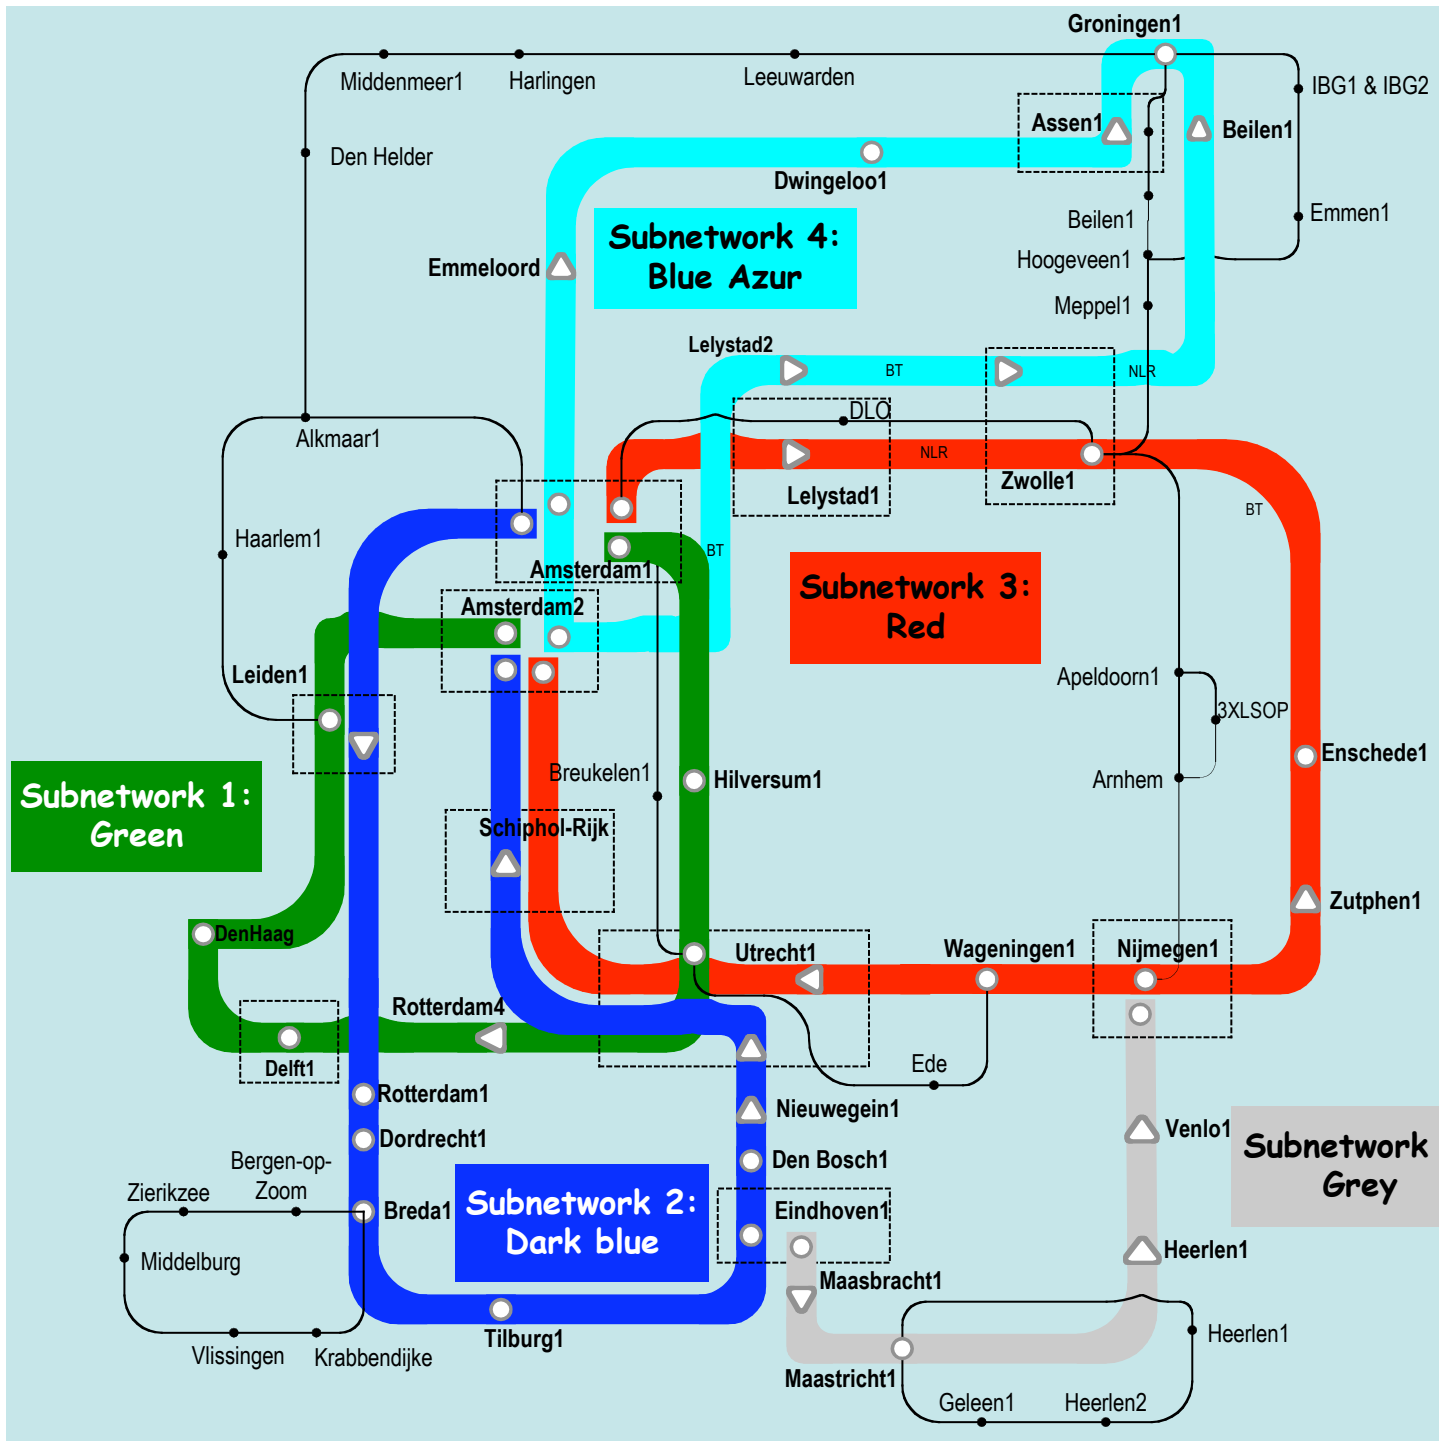 Groningen1
Middenmeer1
Harlingen
Leeuwarden
IBG1 & IBG2
Assen1
Beilen1
Den Helder
Dwingeloo1
Beilen1
Emmen1
Subnetwork 4:
Blue Azur
Emmeloord
Hoogeveen1
Meppel1
Lelystad2
BT
NLR
DLO
Alkmaar1
NLR
Zwolle1
Lelystad1
BT
Haarlem1
BT
Amsterdam1
Subnetwork 3:
Red
Amsterdam2
Leiden1
Apeldoorn1
3XLSOP
Enschede1
Breukelen1
Hilversum1
Arnhem
Subnetwork 1:
Green
Schiphol-Rijk
Zutphen1
DenHaag
Utrecht1
Wageningen1
Nijmegen1
Rotterdam4
Delft1
Ede
Rotterdam1
Nieuwegein1
Venlo1
Dordrecht1
Den Bosch1
Subnetwork
Grey
Bergen-op-
Zoom
Zierikzee
Breda1
Subnetwork 2:
Dark blue
Eindhoven1
Middelburg
Maasbracht1
Heerlen1
Tilburg1
Heerlen1
Vlissingen
Krabbendijke
Maastricht1
Geleen1
Heerlen2